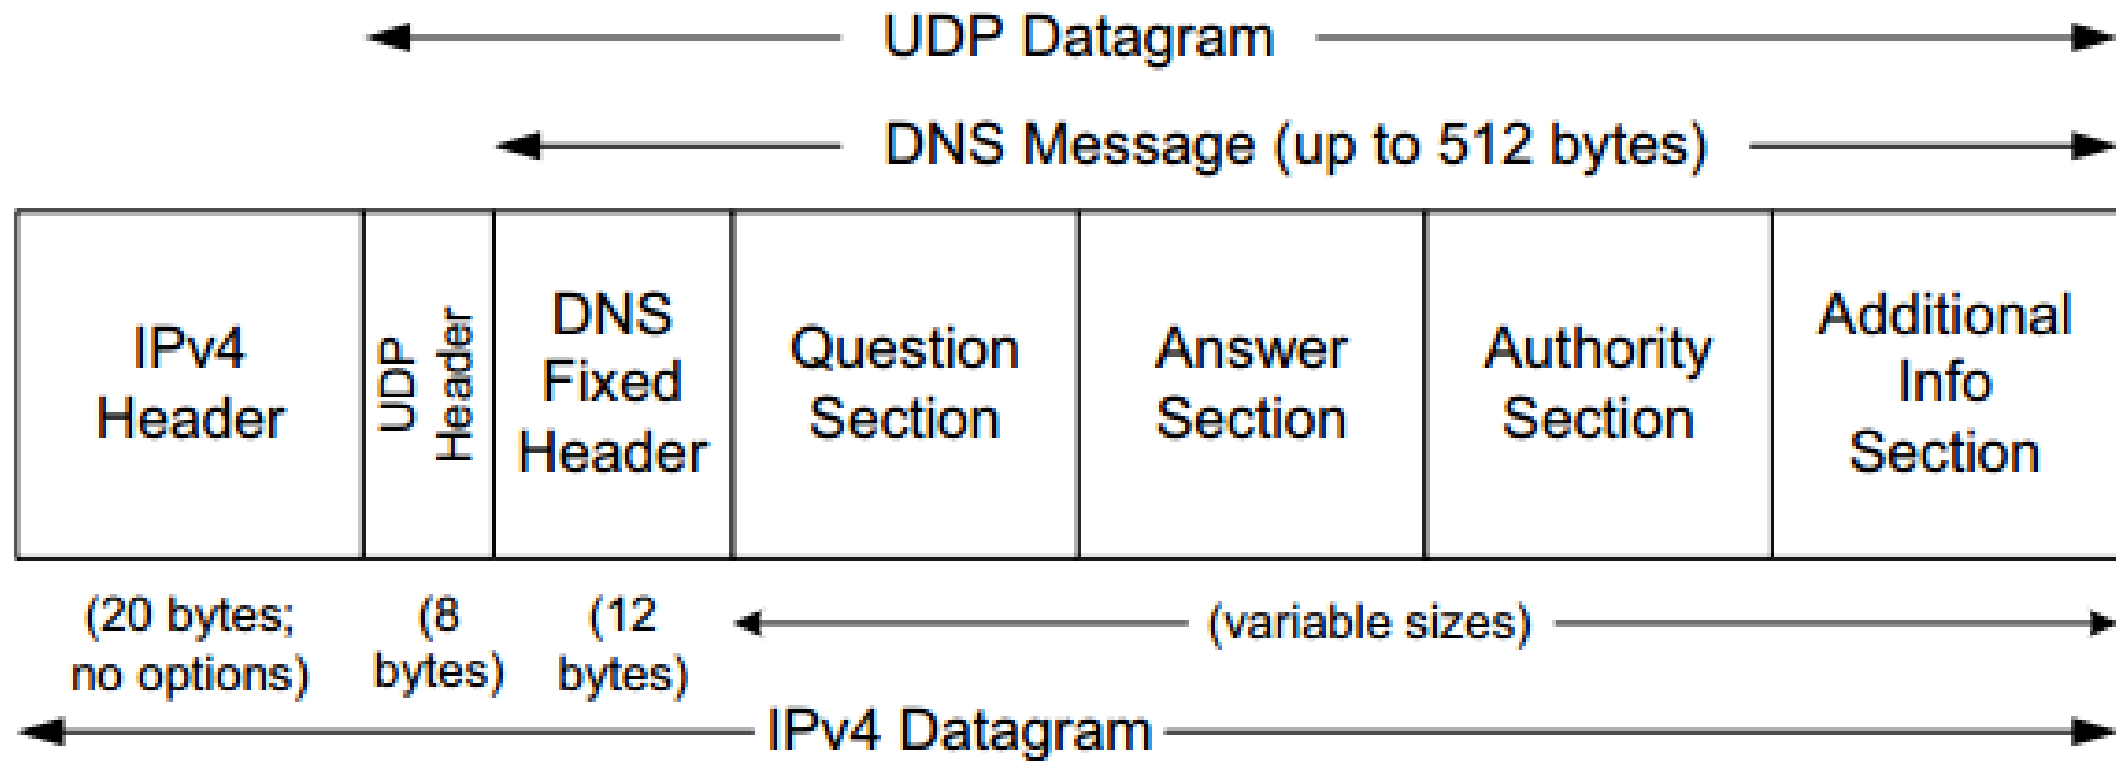 UDP Datagram
DNS Message (up to 512 bytes)
IPv4
Header
UDP
Header
DNS
Fixed
Header
Question
Section
Answer
Section
Authority
Section
Additional
Info
Section
(20 bytes;
no options)
(8
bytes)
(12
bytes)
(variable sizes)
IPv4 Datagram